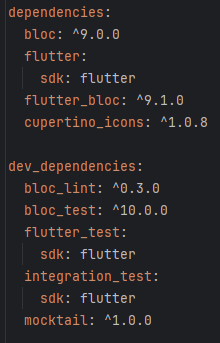 dependencies:
  bloc: ^9.0.0
  flutter:
    sdk: flutter
  flutter_bloc: ^9.1.0
  cupertino_icons: ^1.0.8

dev_dependencies:
  bloc_lint: ^0.3.0
  bloc_test: ^10.0.0
  flutter_test:
    sdk: flutter
  integration_test:
    sdk: flutter
  mocktail: ^1.0.0